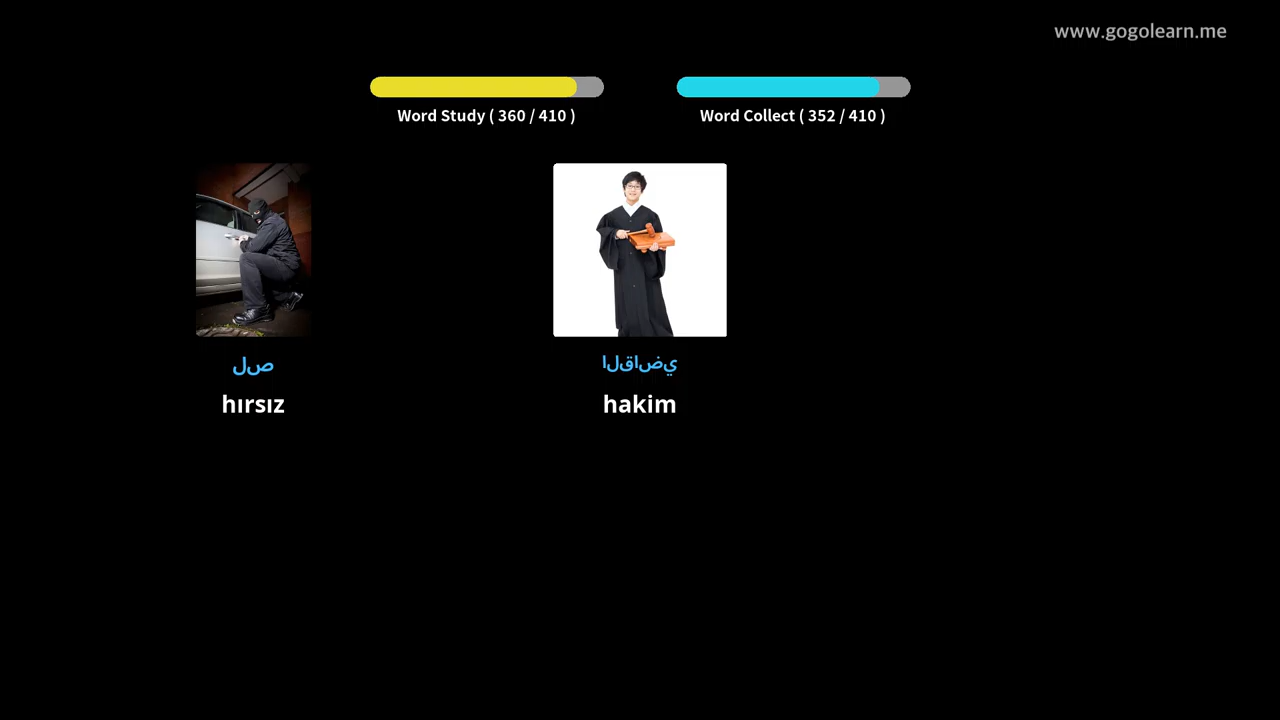 www.gogolearn.me
Word Study ( 360 / 410 )
Word Collect ( 352 / 410 )
لص
القاضي
hırsız
hakim